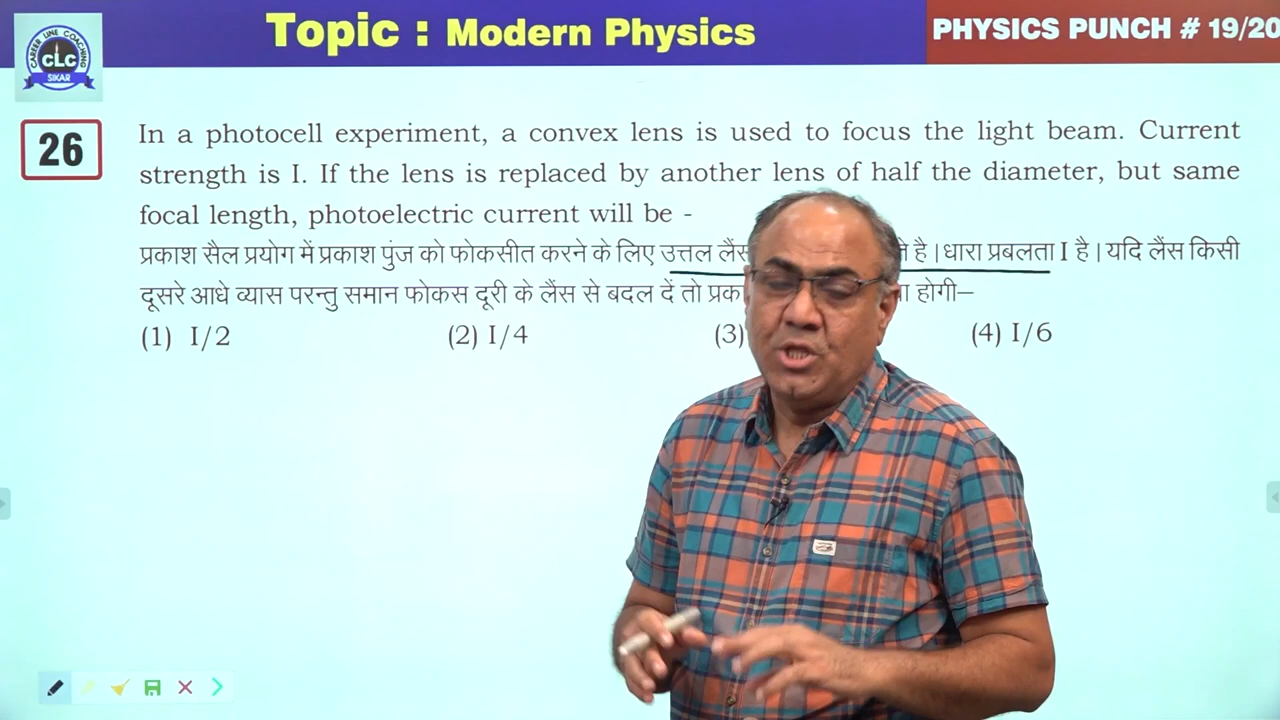 CAREER LINE COACHING
CLC
SIKAR
Topic : Modern Physics
PHYSICS PUNCH # 19/20
26
In a photocell experiment, a convex lens is used to focus the light beam. Current
strength is I. If the lens is replaced by another lens of half the diameter, but same
focal length, photoelectric current will be -
प्रकाश सैल प्रयोग में प्रकाश पुंज को फोकसीत करने के लिए उत्तल लैंस है। धारा प्रबलता I है। यदि लैंस किसी
दूसरे आधे व्यास परन्तु समान फोकस दूरी के लैंस से बदल दें तो होगी–
(1) I/2 (2) I/4 (3) (4) I/6